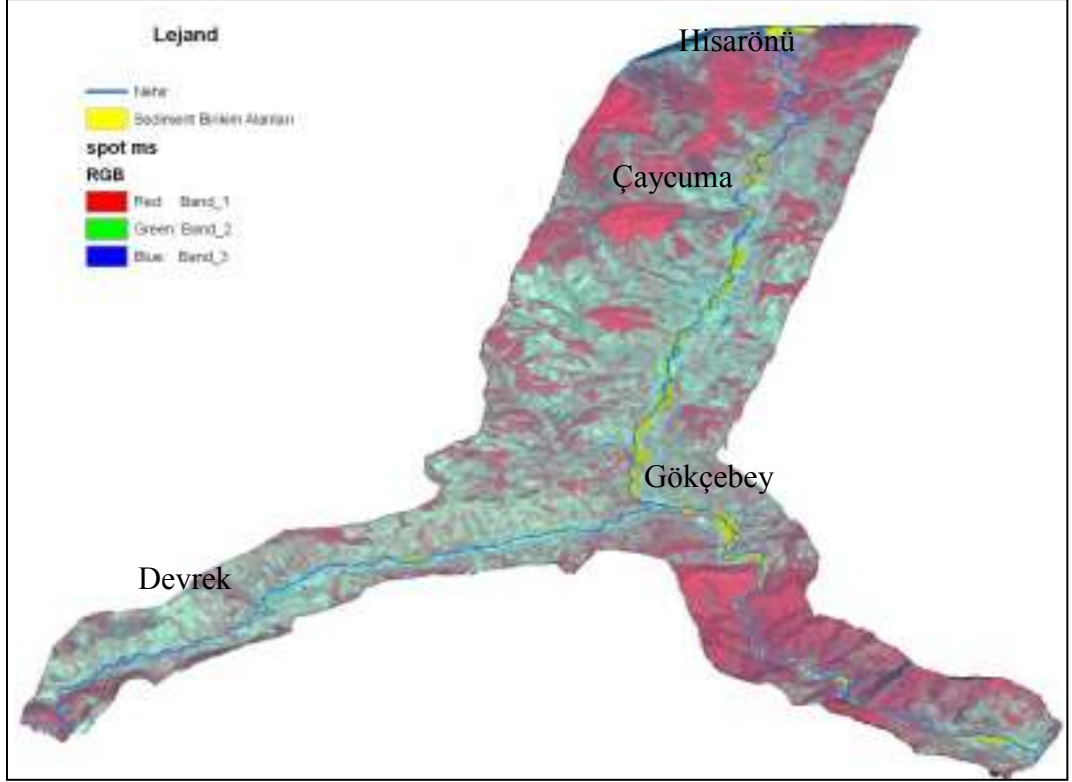 Lejand
Nehir
Sediment Birikim Alanları
spot ms
RGB
Red: Band_1
Green: Band_2
Blue: Band_3
Hisarönü
Çaycuma
Gökçebey
Devrek